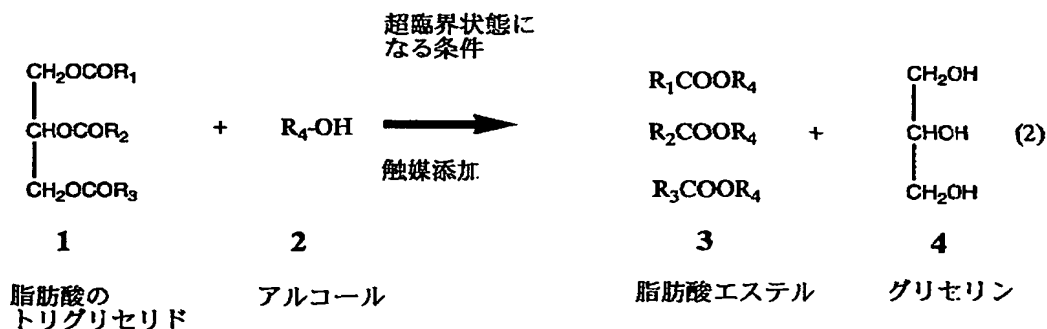 超臨界状態に
なる条件
CH₂OCOR₁
CHOCOR₂
CH₂OCOR₃
+
R₄-OH
触媒添加
R₁COOR₄
R₂COOR₄
R₃COOR₄
+
CH₂OH
CHOH
CH₂OH
(2)
1
2
3
4
脂肪酸の
トリグリセリド
アルコール
脂肪酸エステル
グリセリン